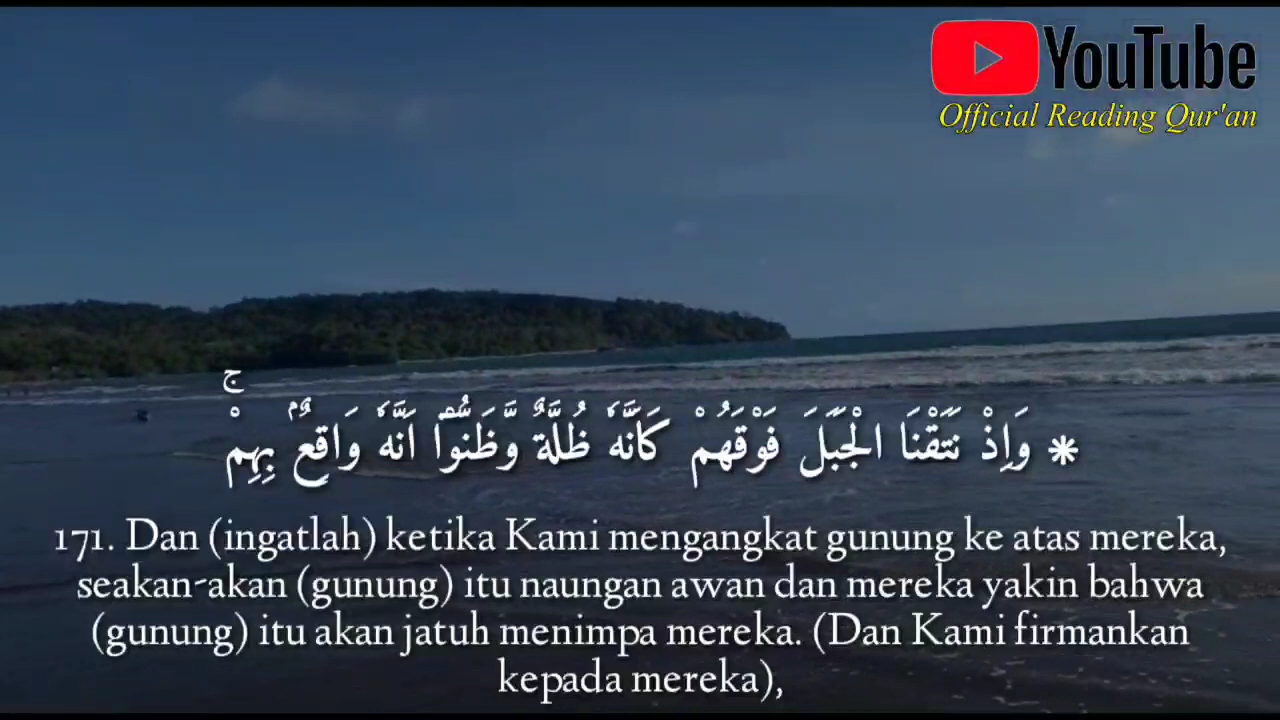 YouTube
Official Reading Qur'an
ۚ
* وَاِذْ نَتَقْنَا الْجَبَلَ فَوْقَهُمْ كَاَنَّهٗ ظُلَّةٌ وَّظَنُّوْٓا اَنَّهٗ وَاقِعٌۢ بِهِمْ
171. Dan (ingatlah) ketika Kami mengangkat gunung ke atas mereka,
seakan-akan (gunung) itu naungan awan dan mereka yakin bahwa
(gunung) itu akan jatuh menimpa mereka. (Dan Kami firmankan
kepada mereka),